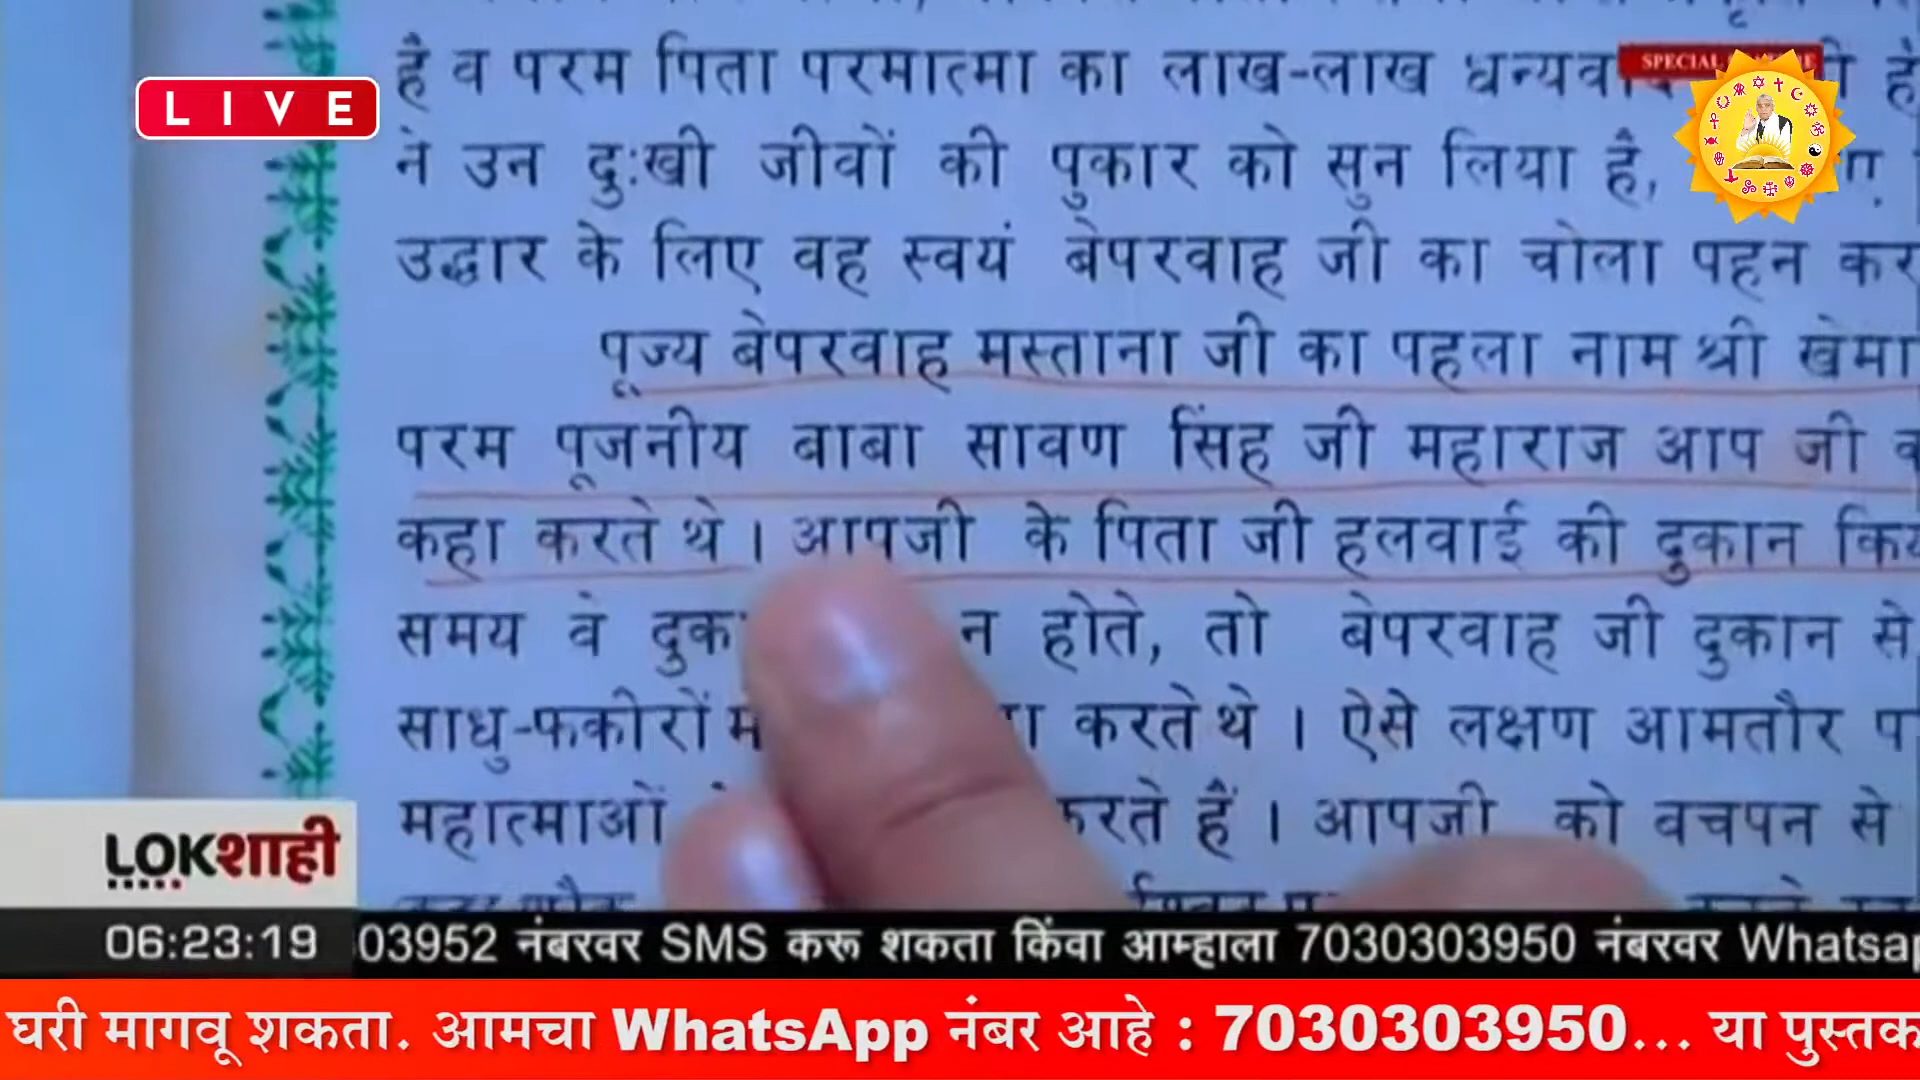 है व परम पिता परमात्मा का लाख-लाख
SPECIAL
LIVE
उन दुःखी जीवों की पुकार को सुन लिया है,
उद्धार के लिए वह स्वयं बेपरवाह जी का चोला पहन कर
पूज्य बेपरवाह मस्ताना जी का पहला नाम श्री
परम पूजनीय बाबा सावण सिंह जी महाराज आप जी
कहा करते थे । आपजी के पिता जी हलवाई की दुकान
समय वे होते, तो बेपरवाह जी दुकान से
साधु-फकीरों करते थे । ऐसे लक्षण आमतौर
महात्माओं करते हैं । आपजी को बचपन से
LOKशाही
06:23:19
03952 नंबरवर SMS करू शकता किंवा आम्हाला 7030303950 नंबरवर Whatsap
घरी मागवू शकता. आमचा WhatsApp नंबर आहे : 7030303950... या पुस्तक